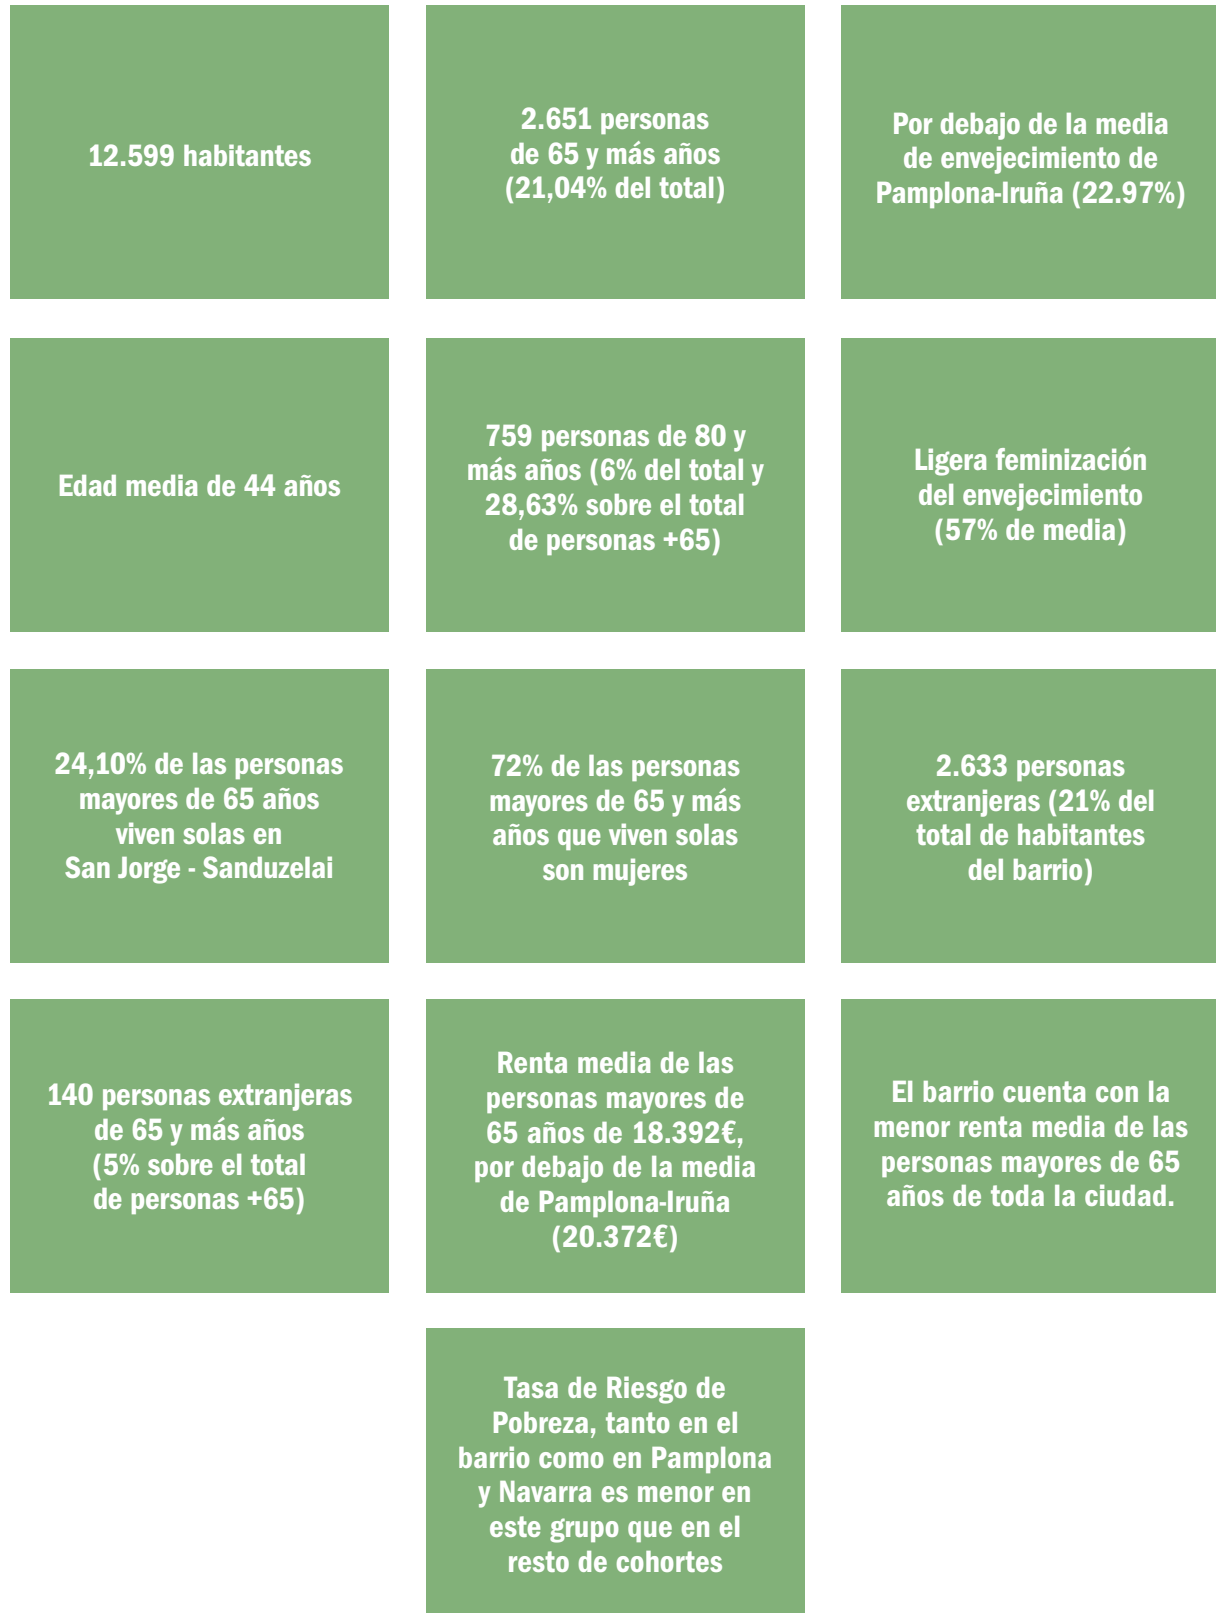 12.599 habitantes
2.651 personas
de 65 y más años
(21,04% del total)
Por debajo de la media
de envejecimiento de
Pamplona-Iruña (22.97%)
Edad media de 44 años
759 personas de 80 y
más años (6% del total y
28,63% sobre el total
de personas +65)
Ligera feminización
del envejecimiento
(57% de media)
24,10% de las personas
mayores de 65 años
viven solas en
San Jorge - Sanduzelai
72% de las personas
mayores de 65 y más
años que viven solas
son mujeres
2.633 personas
extranjeras (21% del
total de habitantes
del barrio)
140 personas extranjeras
de 65 y más años
(5% sobre el total
de personas +65)
Renta media de las
personas mayores de
65 años de 18.392€,
por debajo de la media
de Pamplona-Iruña
(20.372€)
El barrio cuenta con la
menor renta media de las
personas mayores de 65
años de toda la ciudad.
Tasa de Riesgo de
Pobreza, tanto en el
barrio como en Pamplona
y Navarra es menor en
este grupo que en el
resto de cohortes